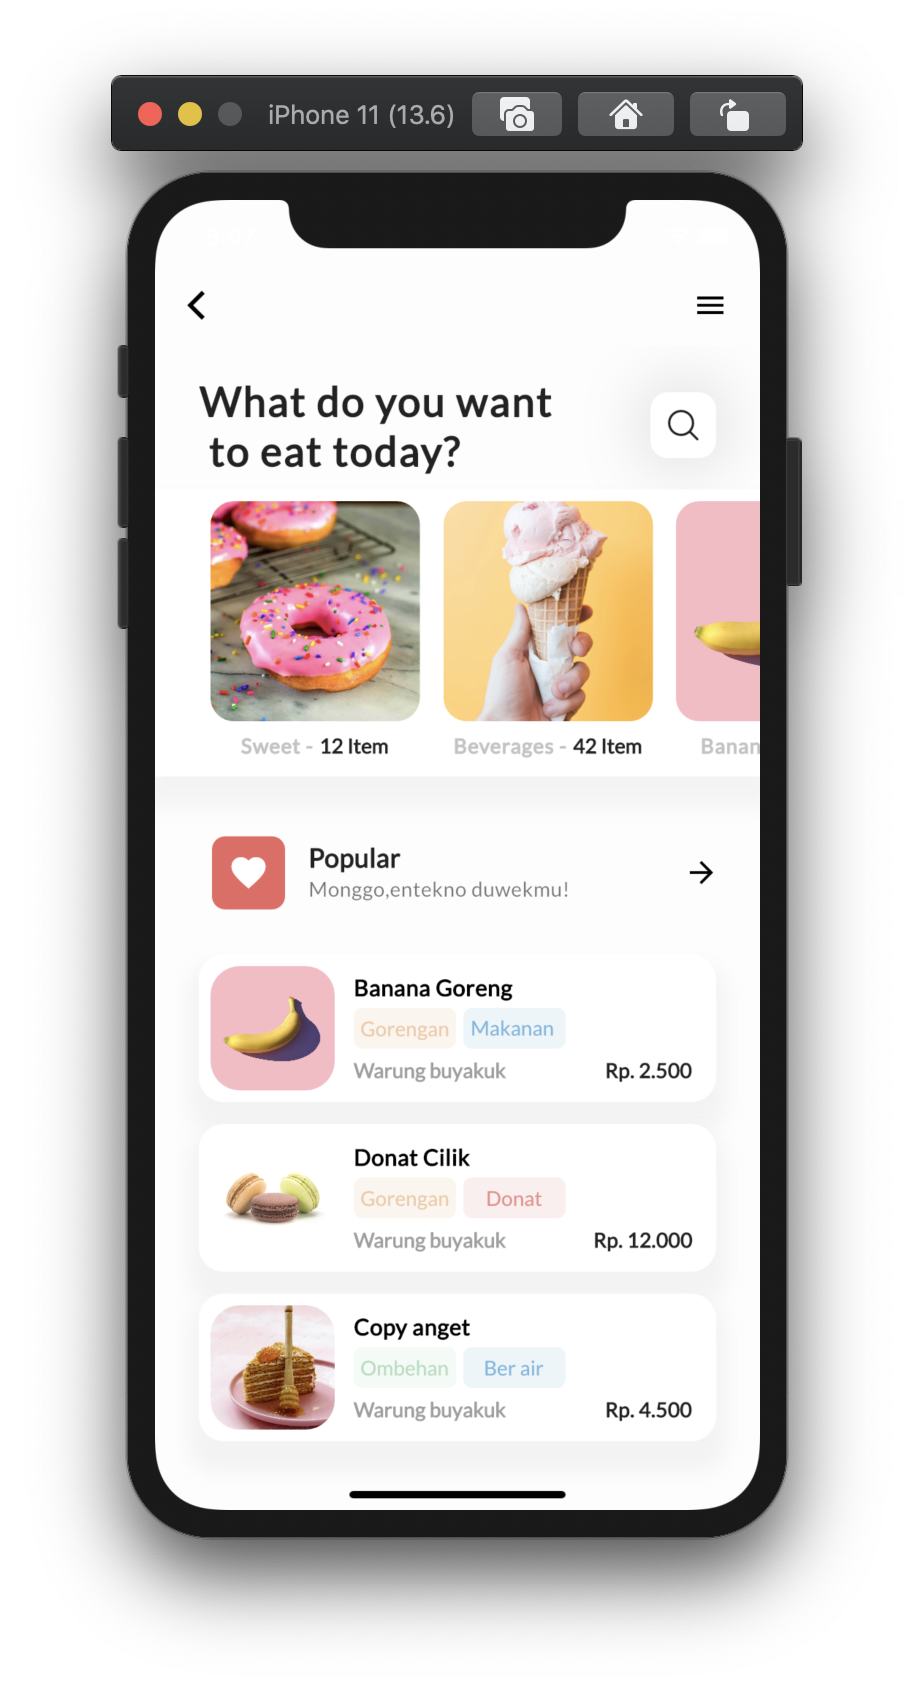 iPhone 11 (13.6)
What do you want
to eat today?
Sweet - 12 Item
Beverages - 42 Item
Banan
Popular
Monggo,entekno duwekmu!
Banana Goreng
Gorengan Makanan
Warung buyakuk Rp. 2.500
Donat Cilik
Gorengan Donat
Warung buyakuk Rp. 12.000
Copy anget
Ombehan Ber air
Warung buyakuk Rp. 4.500